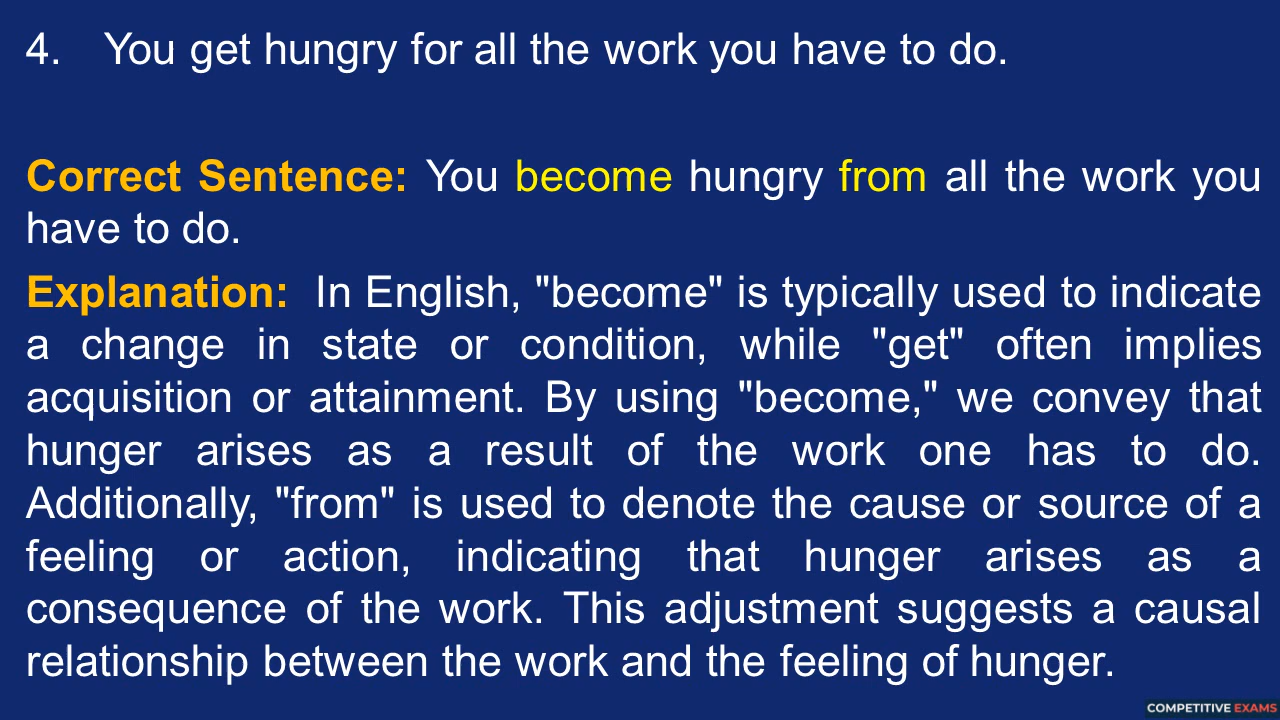 4. You get hungry for all the work you have to do.
Correct Sentence: You become hungry from all the work you
have to do.
Explanation: In English, "become" is typically used to indicate
a change in state or condition, while "get" often implies
acquisition or attainment. By using "become," we convey that
hunger arises as a result of the work one has to do.
Additionally, "from" is used to denote the cause or source of a
feeling or action, indicating that hunger arises as a
consequence of the work. This adjustment suggests a causal
relationship between the work and the feeling of hunger.
COMPETITIVE EXAMS